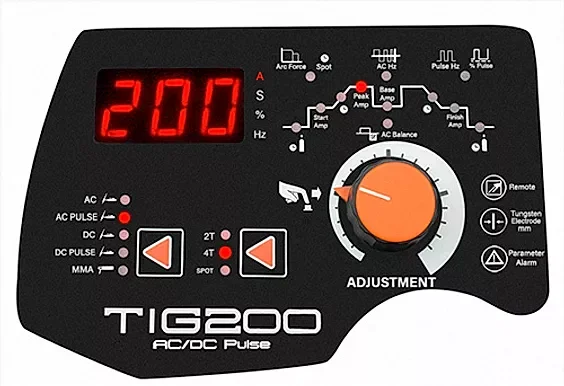 Arc Force
Spot
AC Hz
Pulse Hz
% Pulse
200
A
S
%
Hz
Peak Amp
Base Amp
Start Amp
Finish Amp
AC Balance
AC
AC PULSE
DC
DC PULSE
MMA
2T
4T
SPOT
Remote
Tungsten
Electrode
mm
Parameter
Alarm
ADJUSTMENT
TIG200
AC/DC Pulse